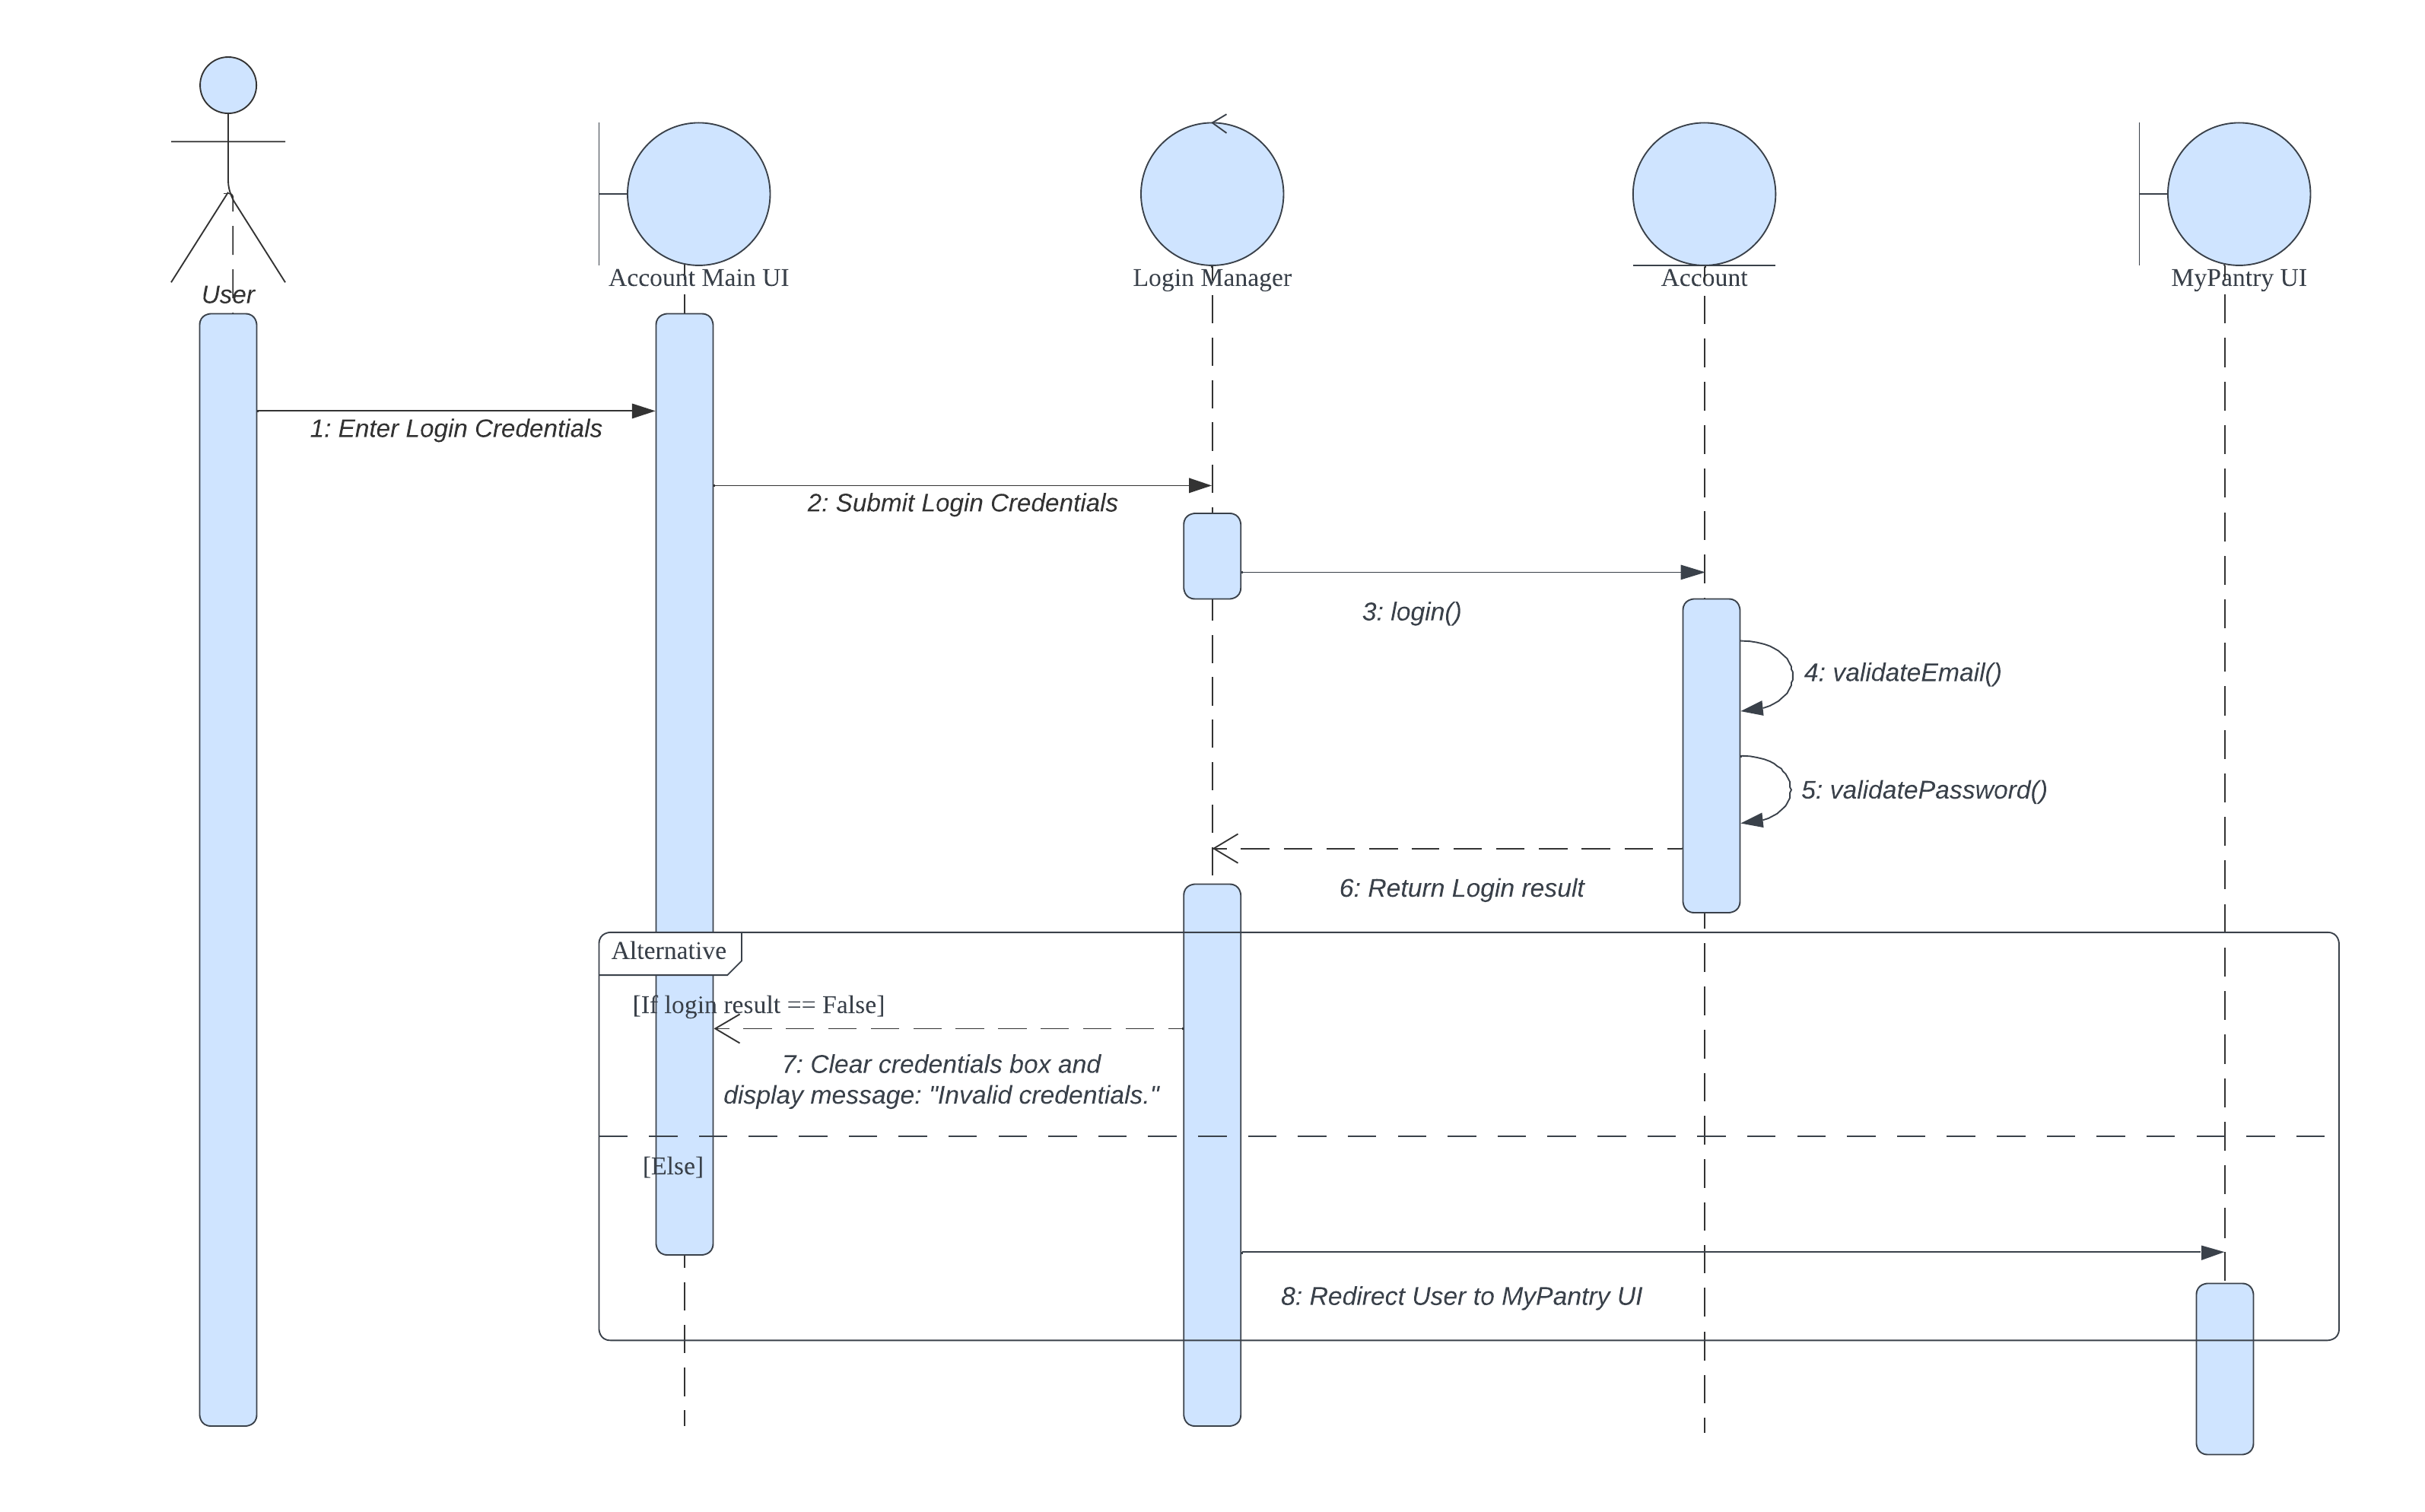 User
Account Main UI
Login Manager
Account
MyPantry UI
1: Enter Login Credentials
2: Submit Login Credentials
3: login()
4: validateEmail()
5: validatePassword()
6: Return Login result
Alternative
[If login result == False]
7: Clear credentials box and
display message: "Invalid credentials."
[Else]
8: Redirect User to MyPantry UI